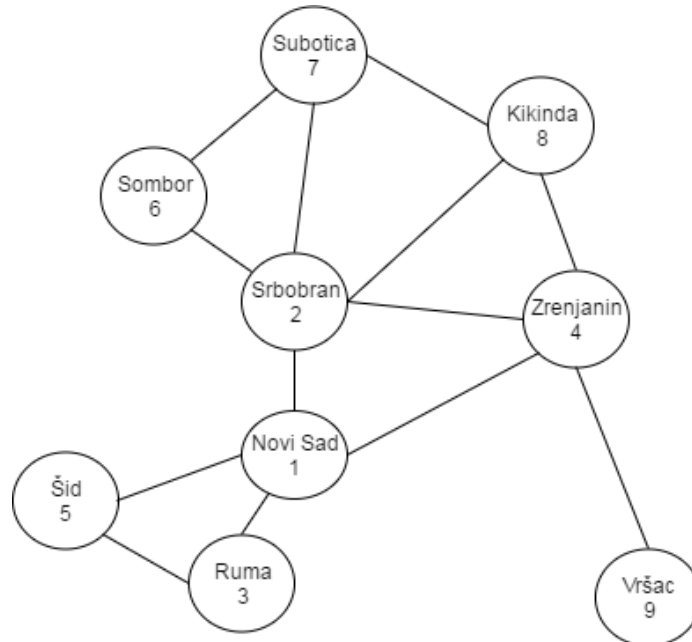 Subotica
7
Kikinda
8
Sombor
6
Srbobran
2
Zrenjanin
4
Novi Sad
1
Šid
5
Ruma
3
Vršac
9